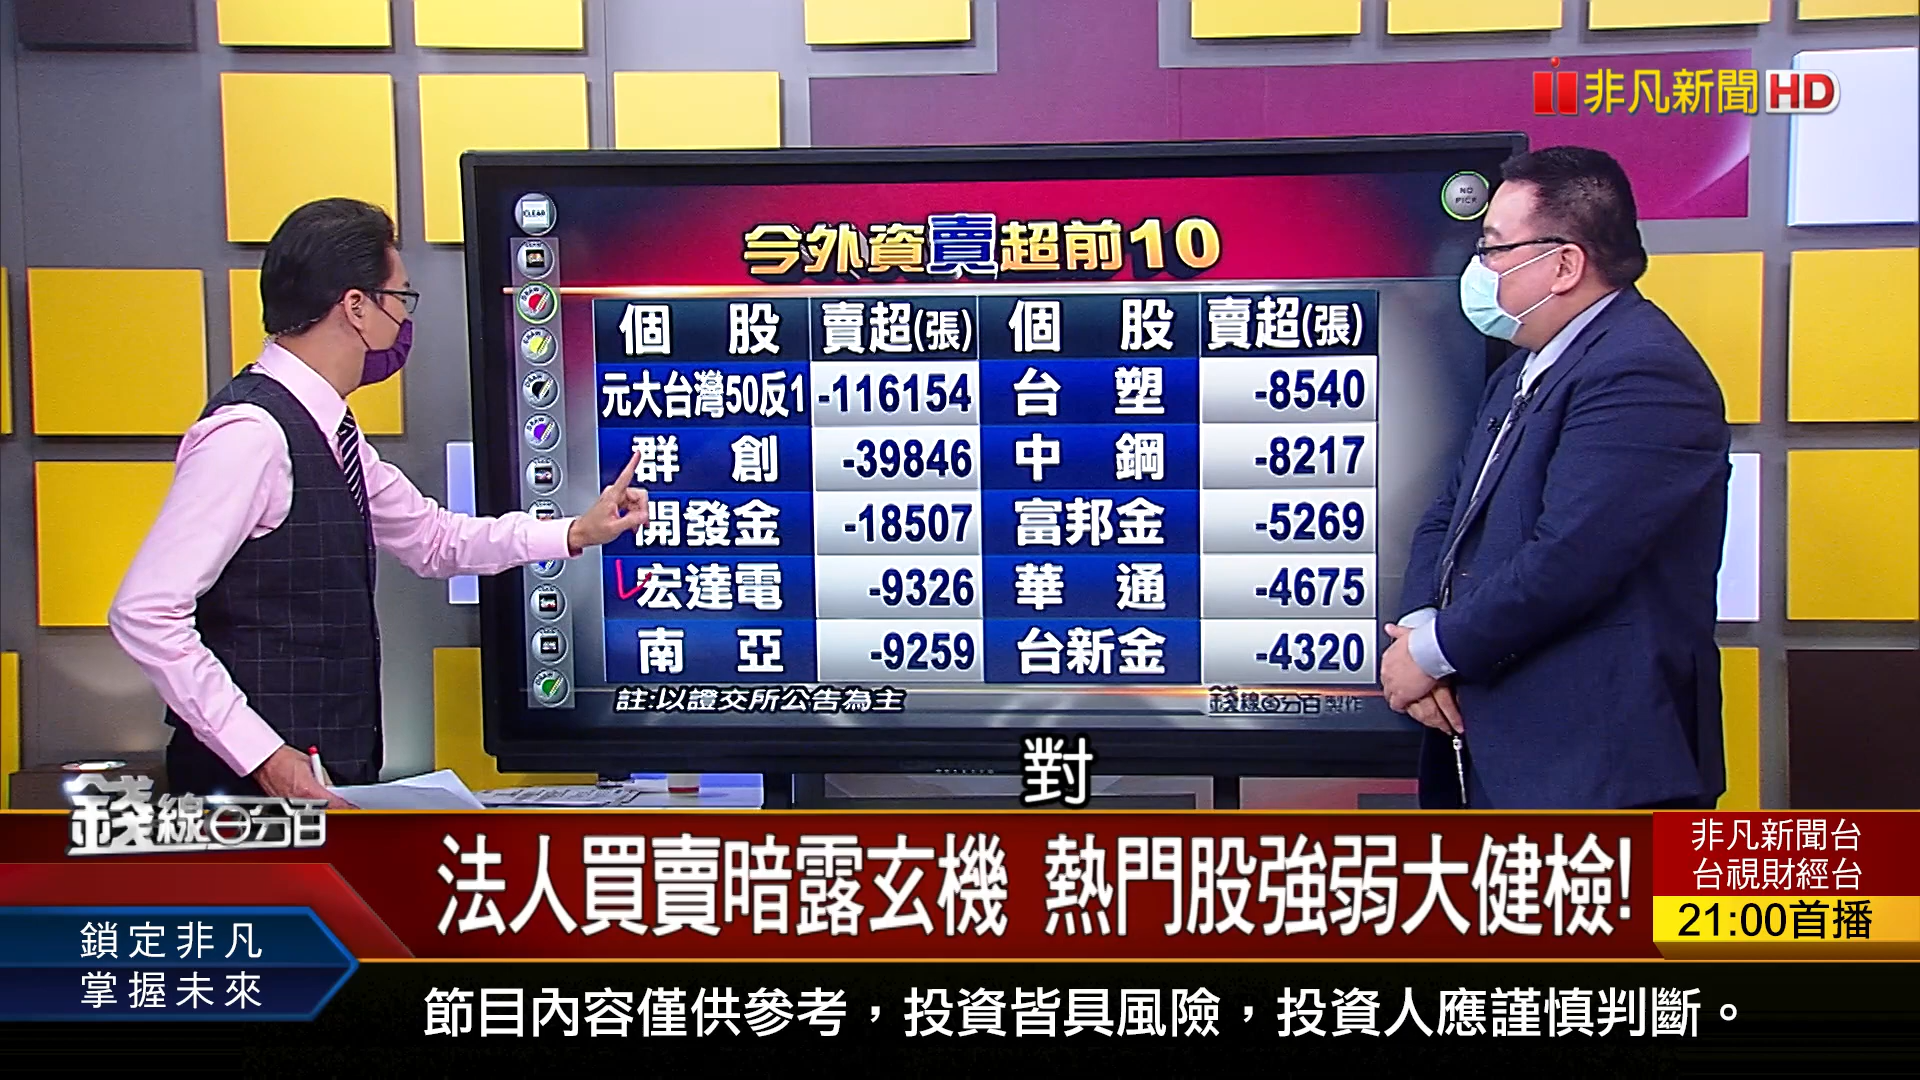 非凡新聞HD
CLEAR
NO
PICK
今外資賣超前10
個股 賣超(張) 個股 賣超(張)
元大台灣50反1 -116154 台塑 -8540
群創 -39846 中鋼 -8217
開發金 -18507 富邦金 -5269
宏達電 -9326 華通 -4675
南亞 -9259 台新金 -4320
註:以證交所公告為主
錢線百分百 製作
對
錢線百分百
法人買賣暗露玄機 熱門股強弱大健檢!
非凡新聞台
台視財經台
21:00首播
鎖定非凡
掌握未來
節目內容僅供參考，投資皆具風險，投資人應謹慎判斷。